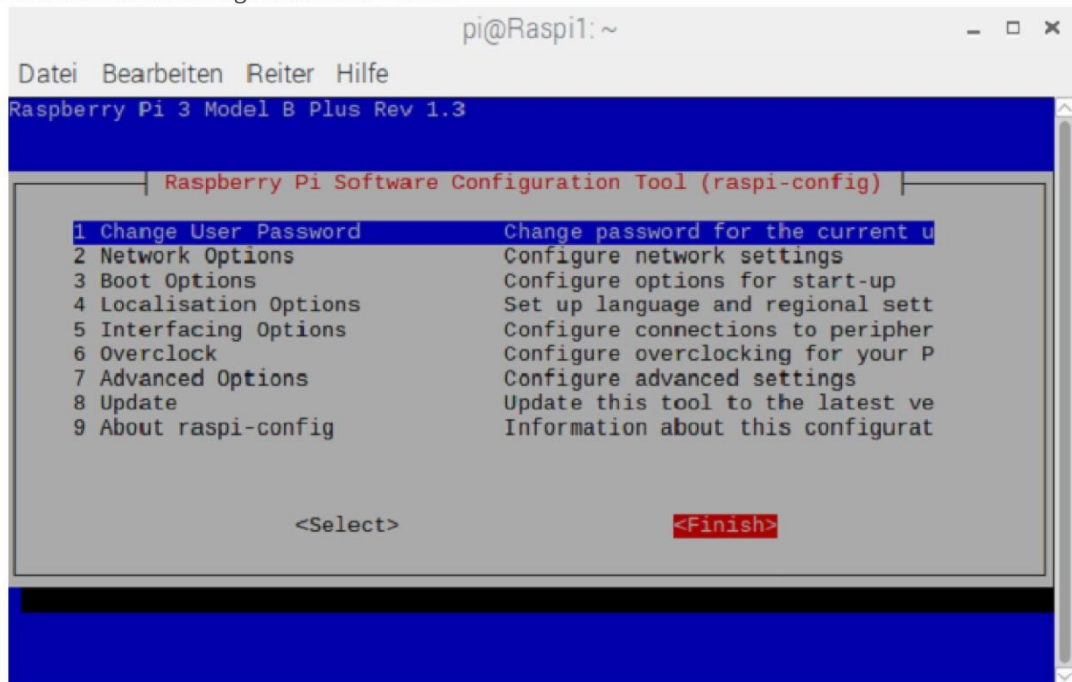 pi@Raspi1: ~
Datei Bearbeiten Reiter Hilfe
Raspberry Pi 3 Model B Plus Rev 1.3
Raspberry Pi Software Configuration Tool (raspi-config)
1 Change User Password Change password for the current u
2 Network Options Configure network settings
3 Boot Options Configure options for start-up
4 Localisation Options Set up language and regional sett
5 Interfacing Options Configure connections to peripher
6 Overclock Configure overclocking for your P
7 Advanced Options Configure advanced settings
8 Update Update this tool to the latest ve
9 About raspi-config Information about this configurat
<Select> <Finish>